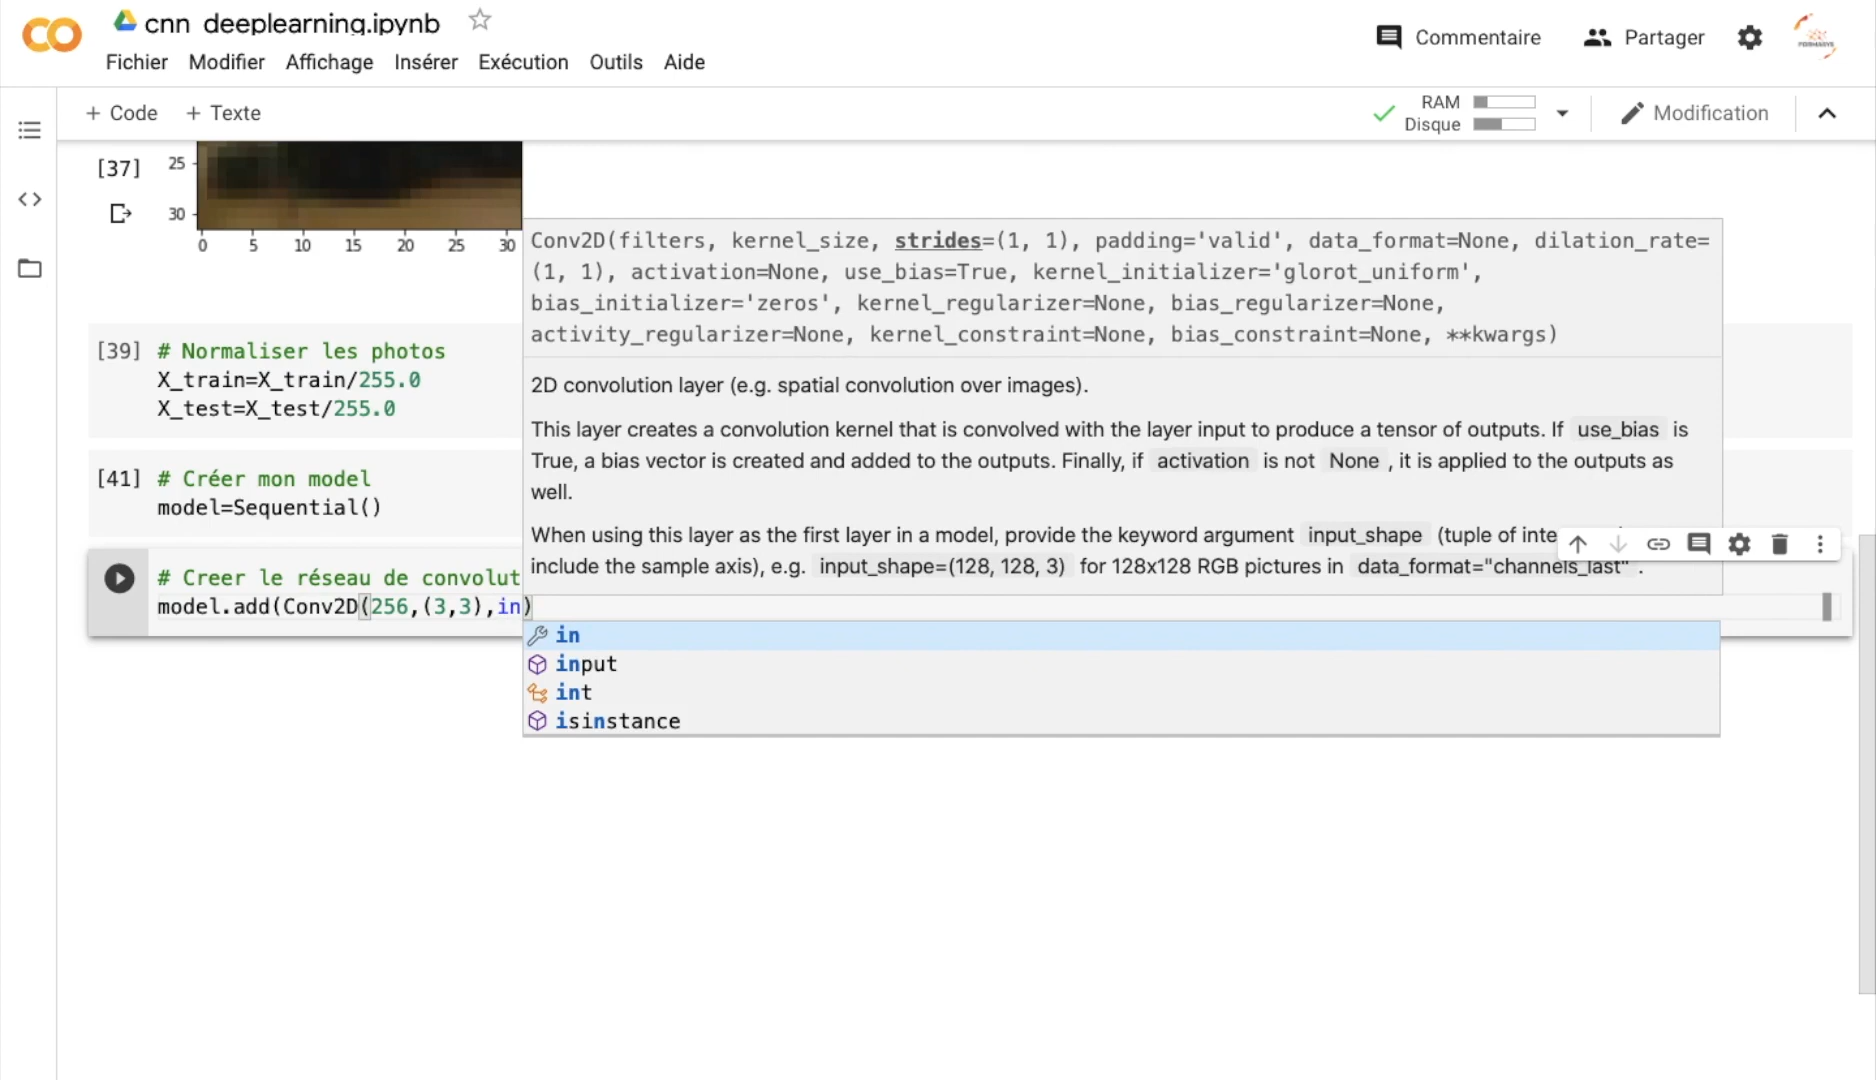 cnn deeplearning.ipynb
Commentaire
Partager
Fichier Modifier Affichage Insérer Exécution Outils Aide
+ Code + Texte
RAM
Disque
Modification
[37]
25
30
0 5 10 15 20 25 30
Conv2D(filters, kernel_size, strides=(1, 1), padding='valid', data_format=None, dilation_rate=
(1, 1), activation=None, use_bias=True, kernel_initializer='glorot_uniform',
bias_initializer='zeros', kernel_regularizer=None, bias_regularizer=None,
activity_regularizer=None, kernel_constraint=None, bias_constraint=None, **kwargs)
[39] # Normaliser les photos
X_train=X_train/255.0
X_test=X_test/255.0
2D convolution layer (e.g. spatial convolution over images).
This layer creates a convolution kernel that is convolved with the layer input to produce a tensor of outputs. If use_bias is
True, a bias vector is created and added to the outputs. Finally, if activation is not None , it is applied to the outputs as
well.
[41] # Créer mon model
model=Sequential()
When using this layer as the first layer in a model, provide the keyword argument input_shape (tuple of inte
include the sample axis), e.g. input_shape=(128, 128, 3) for 128x128 RGB pictures in data_format="channels_last" .
# Creer le réseau de convolut
model.add(Conv2D(256,(3,3),in)
in
input
int
isinstance